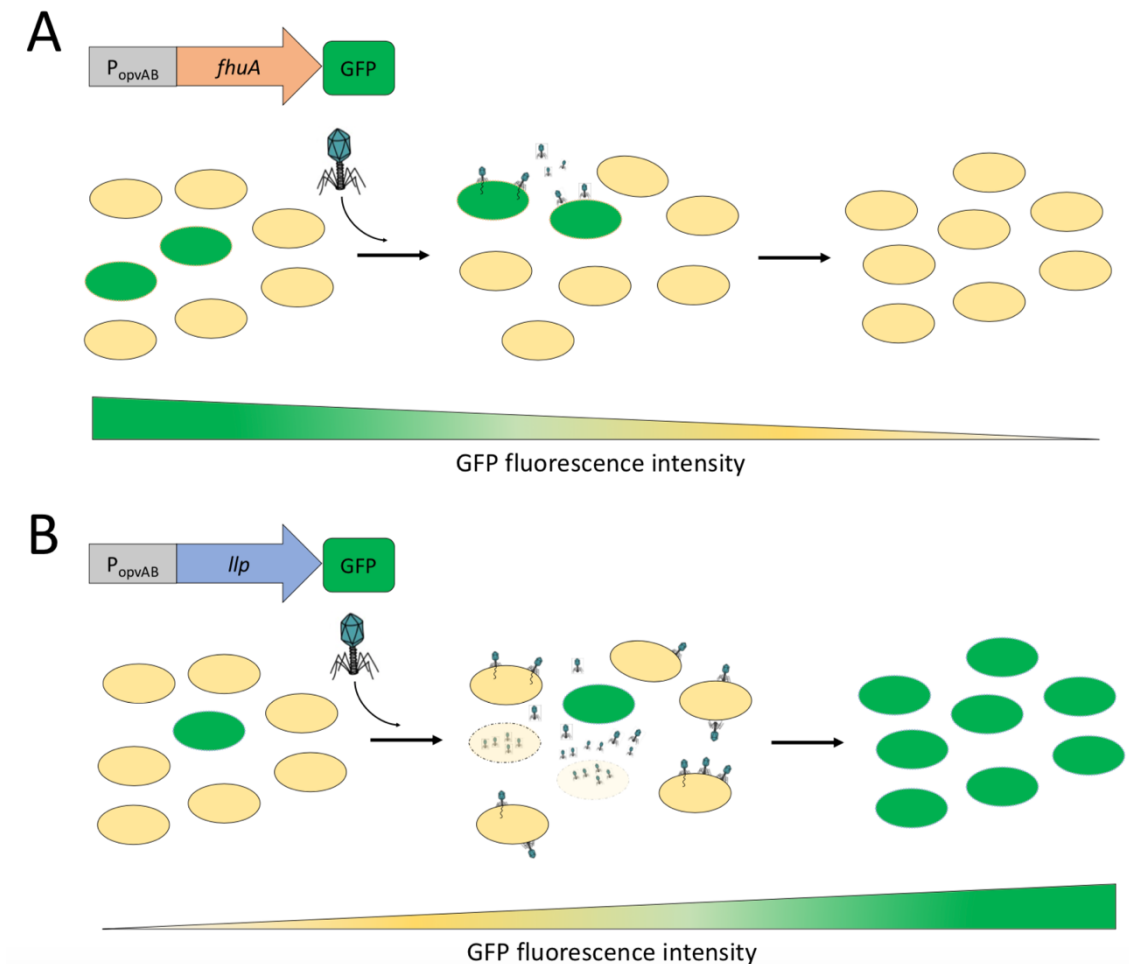 A
PopvAB fhuA GFP
GFP fluorescence intensity
B
PopvAB llp GFP
GFP fluorescence intensity